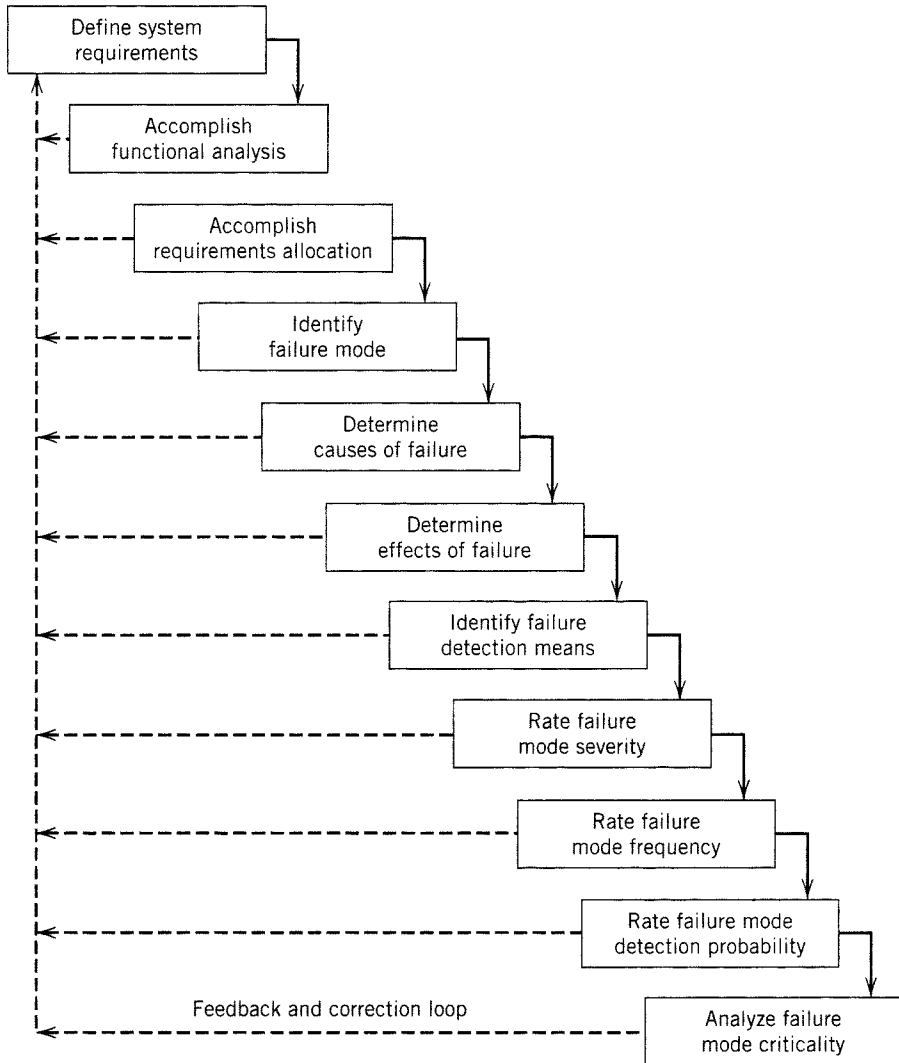 Define system
requirements
Accomplish
functional analysis
Accomplish
requirements allocation
Identify
failure mode
Determine
causes of failure
Determine
effects of failure
Identify failure
detection means
Rate failure
mode severity
Rate failure
mode frequency
Rate failure mode
detection probability
Feedback and correction loop
Analyze failure
mode criticality